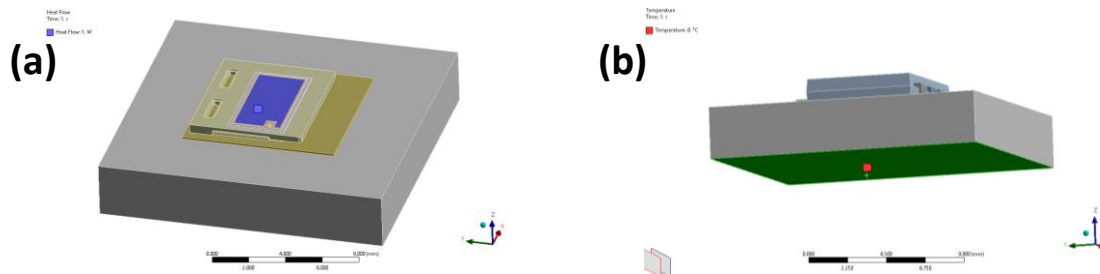 Heat Flow
Time: 1. s
Heat Flow: 1. W
(a)
0.000
4.000
8.000 (mm)
2.000
6.000
Z
Y
X
Temperature
Time: 1. s
Temperature: 0. °C
(b)
0.000
4.500
9.000 (mm)
2.250
6.750
Z
Y